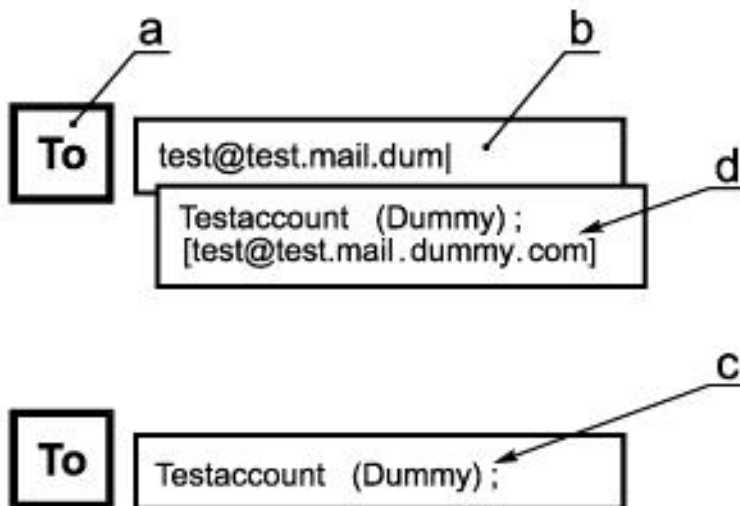 a
b
To
test@test.mail.dum|
d
Testaccount (Dummy) ;
[test@test.mail.dummy.com]
c
To
Testaccount (Dummy) ;